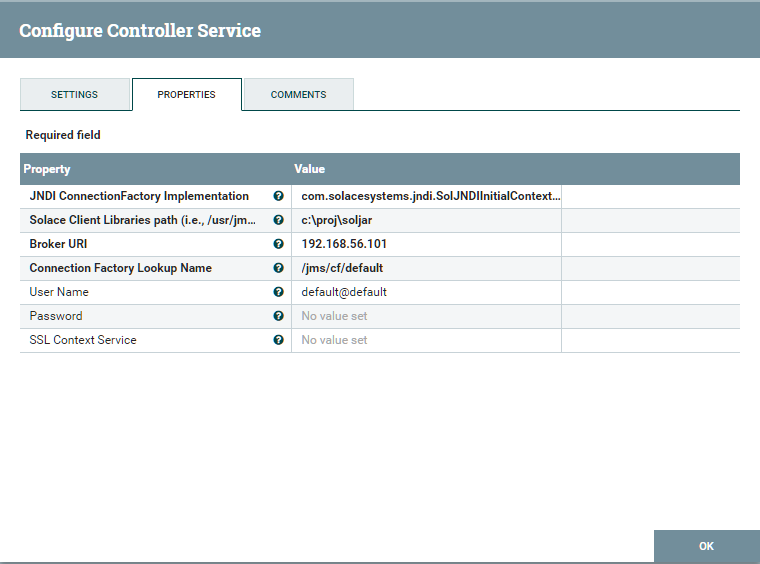 Configure Controller Service
SETTINGS PROPERTIES COMMENTS
Required field
Property Value
JNDI ConnectionFactory Implementation ? com.solacesystems.jndi.SolJNDIInitialContext...
Solace Client Libraries path (i.e., /usr/jm... ? c:\proj\soljar
Broker URI ? 192.168.56.101
Connection Factory Lookup Name ? /jms/cf/default
User Name ? default@default
Password ? No value set
SSL Context Service ? No value set
OK